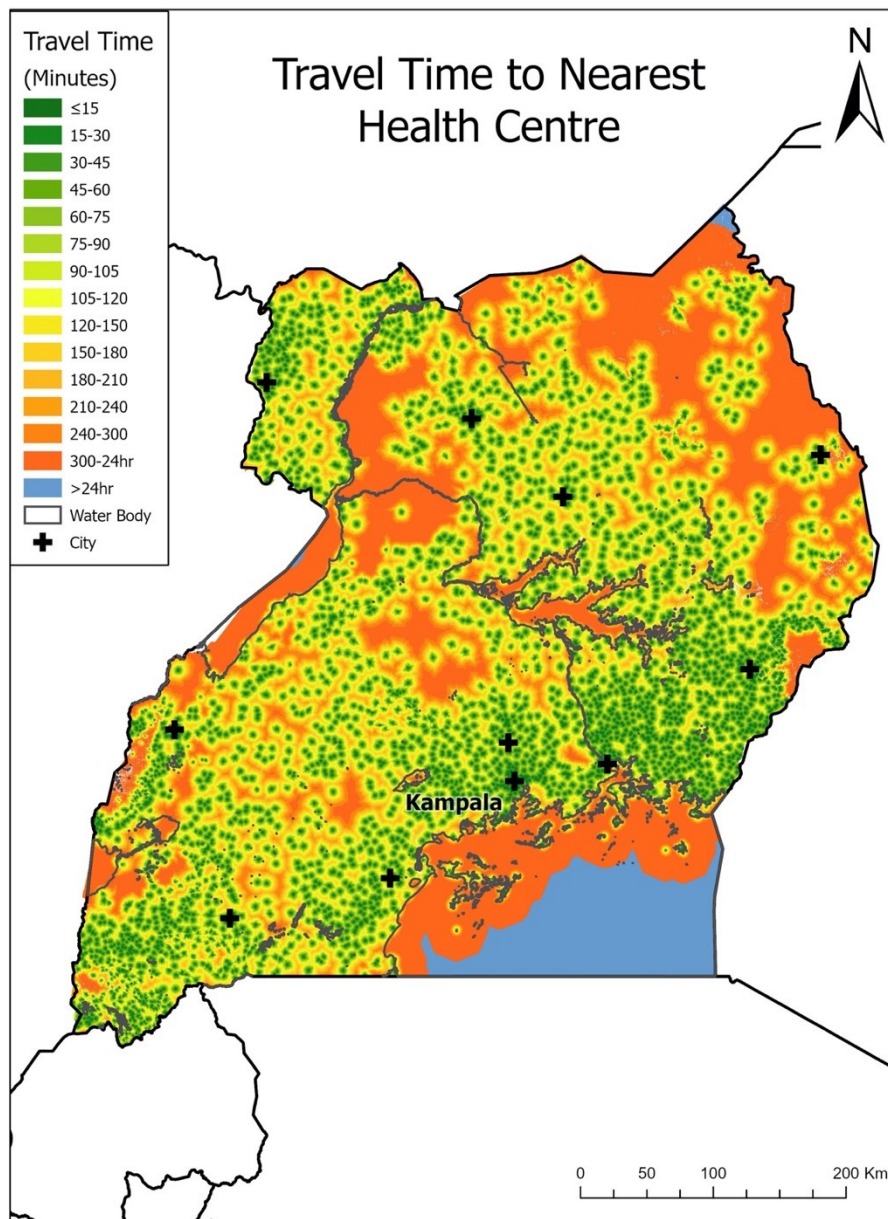 Travel Time to Nearest
Health Centre
N
Travel Time
(Minutes)
≤15
15-30
30-45
45-60
60-75
75-90
90-105
105-120
120-150
150-180
180-210
210-240
240-300
300-24hr
>24hr
Water Body
City
Kampala
0 50 100 200 Km